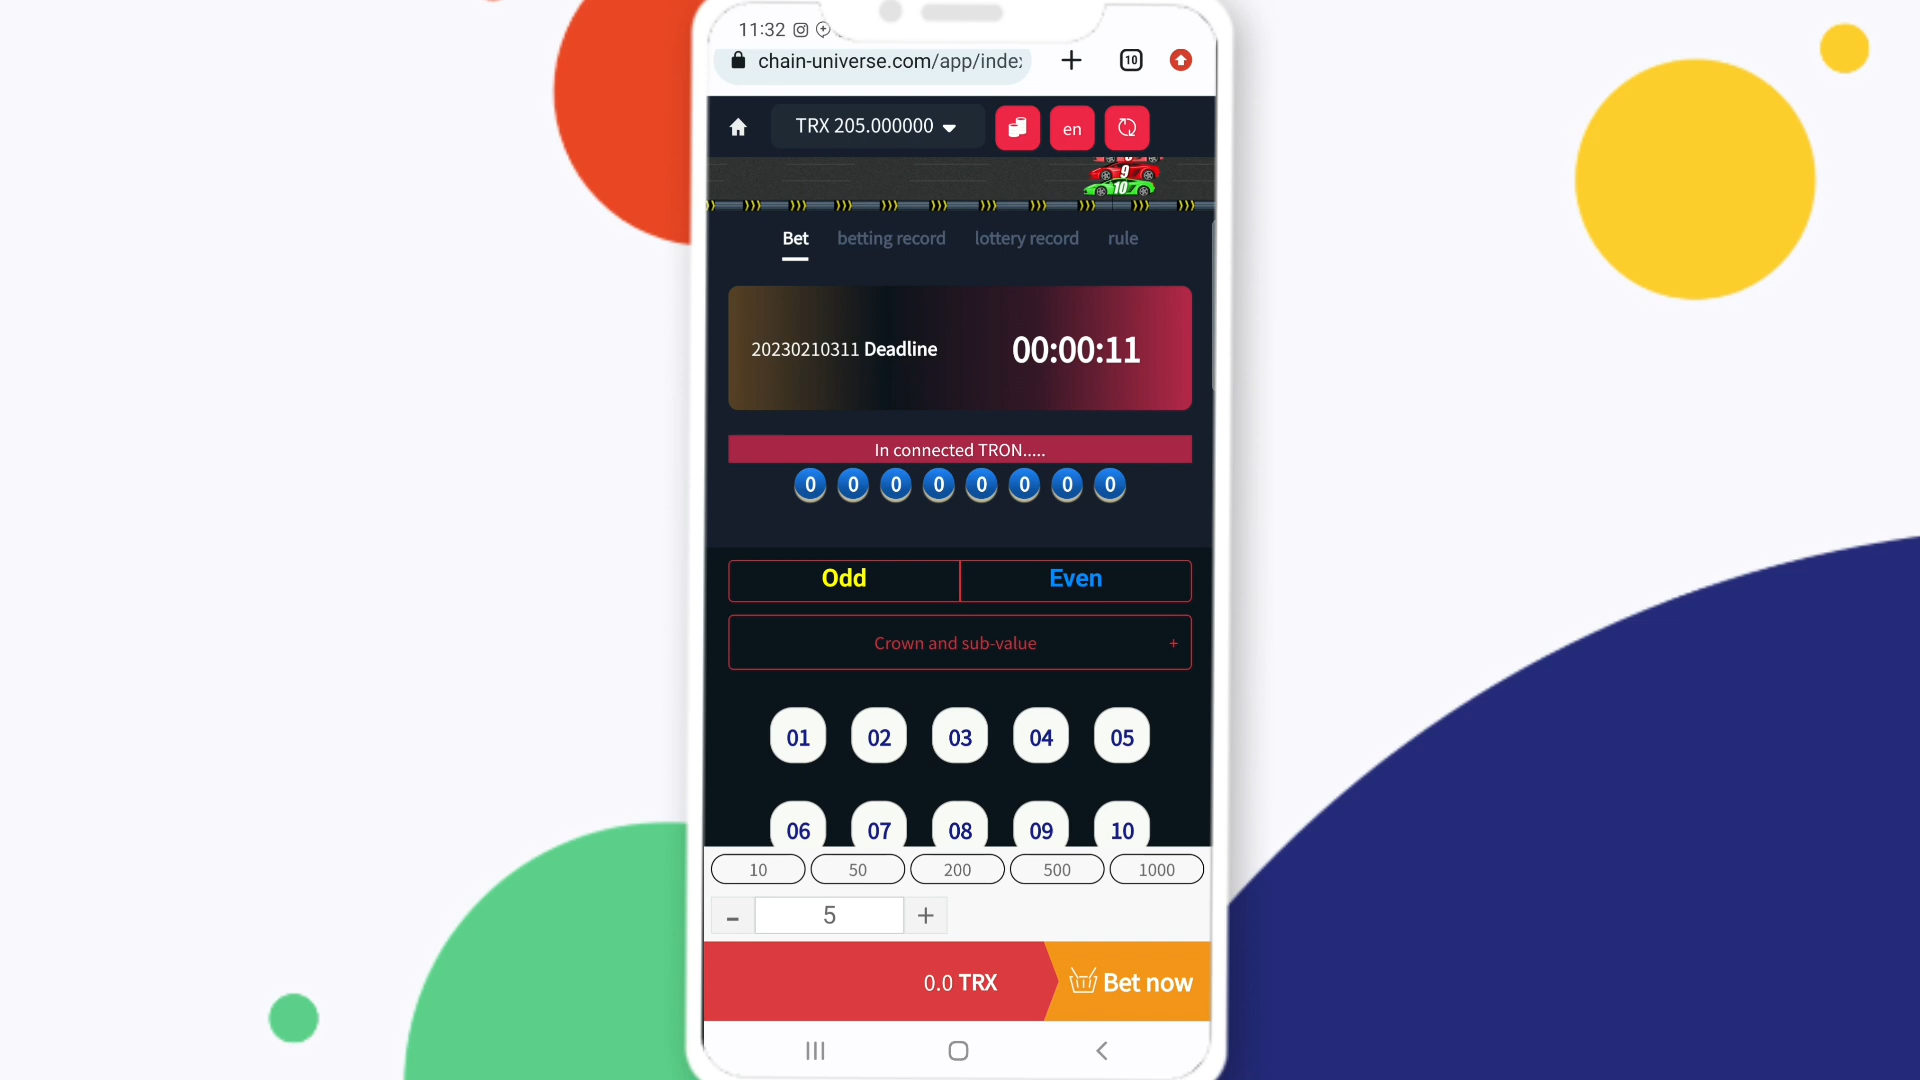 11:32
chain-universe.com/app/inde
10
TRX 205.000000
en
9
10
Bet betting record lottery record rule
20230210311 Deadline 00:00:11
In connected TRON.....
0 0 0 0 0 0 0 0
Odd Even
Crown and sub-value +
01 02 03 04 05
06 07 08 09 10
10 50 200 500 1000
- 5 +
0.0 TRX Bet now